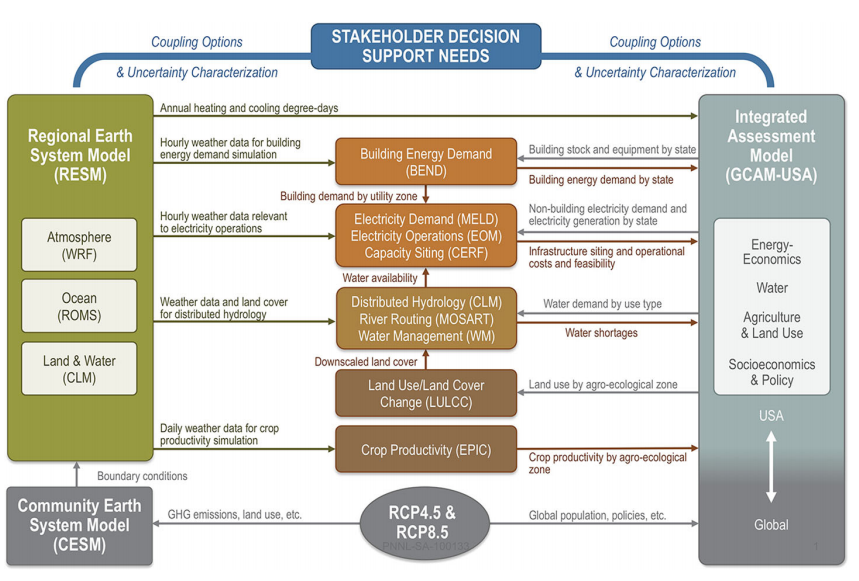 STAKEHOLDER DECISION
SUPPORT NEEDS
Coupling Options
& Uncertainty Characterization
Coupling Options
& Uncertainty Characterization
Regional Earth
System Model
(RESM)
Atmosphere
(WRF)
Ocean
(ROMS)
Land & Water
(CLM)
Annual heating and cooling degree-days
Hourly weather data for building
energy demand simulation
Building Energy Demand
(BEND)
Building stock and equipment by state
Building energy demand by state
Building demand by utility zone
Hourly weather data relevant
to electricity operations
Electricity Demand (MELD)
Electricity Operations (EOM)
Capacity Siting (CERF)
Non-building electricity demand and
electricity generation by state
Infrastructure siting and operational
costs and feasibility
Water availability
Weather data and land cover
for distributed hydrology
Distributed Hydrology (CLM)
River Routing (MOSART)
Water Management (WM)
Water demand by use type
Water shortages
Downscaled land cover
Land Use/Land Cover
Change (LULCC)
Land use by agro-ecological zone
Daily weather data for crop
productivity simulation
Crop Productivity (EPIC)
Crop productivity by agro-ecological
zone
Integrated
Assessment
Model
(GCAM-USA)
Energy-
Economics
Water
Agriculture
& Land Use
Socioeconomics
& Policy
USA
Global
Boundary conditions
Community Earth
System Model
(CESM)
GHG emissions, land use, etc.
RCP4.5 &
RCP8.5
Global population, policies, etc.
PNNL-SA-100133
1